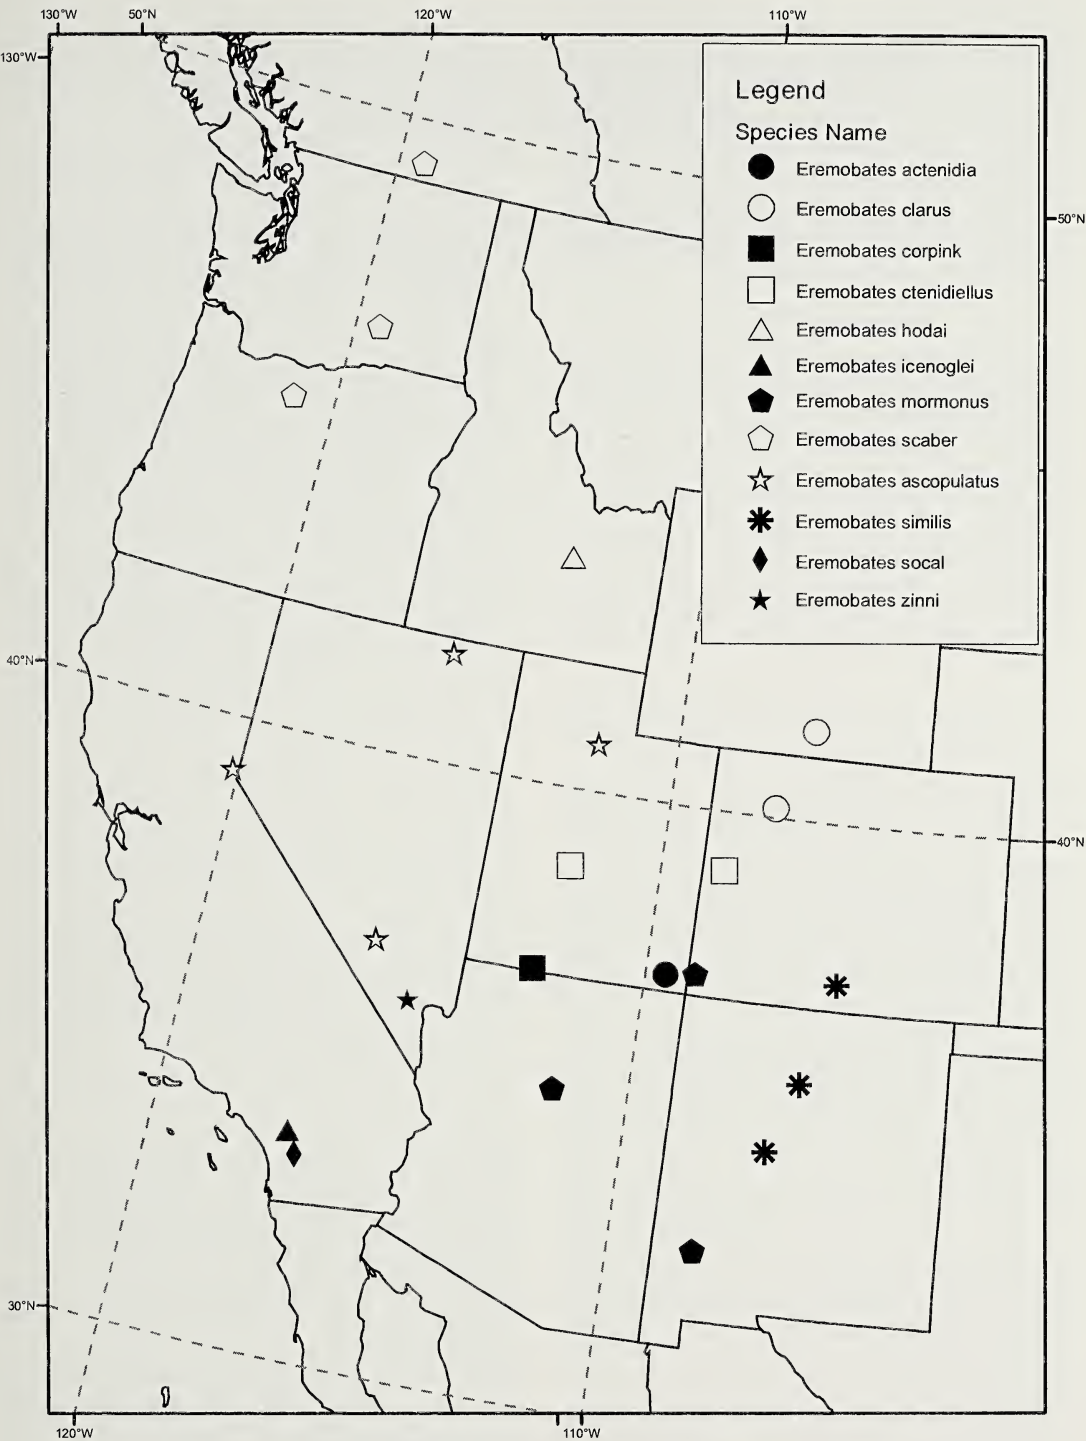 130°W 50°N 120°W 110°W
130°W
Legend
Species Name
Eremobates actenidia
Eremobates clarus
Eremobates corpink
Eremobates ctenidiellus
Eremobates hodai
Eremobates icenoglei
Eremobates mormonus
Eremobates scaber
Eremobates ascopulatus
Eremobates similis
Eremobates socal
Eremobates zinni
50°N
40°N
40°N
30°N
120°W 110°W